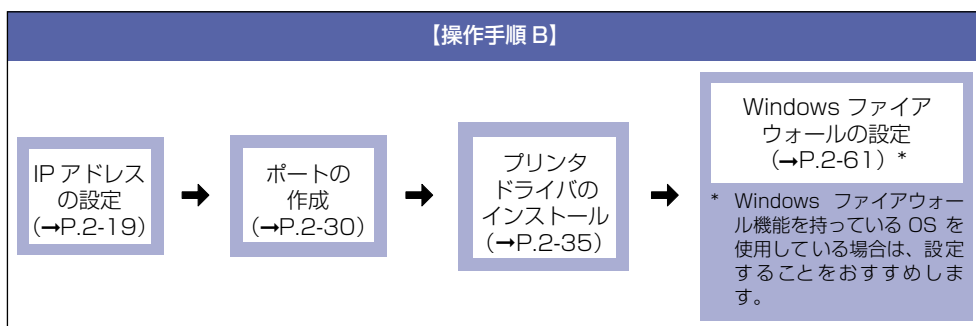 【操作手順 B】
IP アドレス
の設定
(→P.2-19)
ポートの
作成
(→P.2-30)
プリンタ
ドライバの
インストール
(→P.2-35)
Windows ファイア
ウォールの設定
(→P.2-61) *
* Windows ファイアウォー
ル機能を持っている OS を
使用している場合は、設定
することをおすすめしま
す。